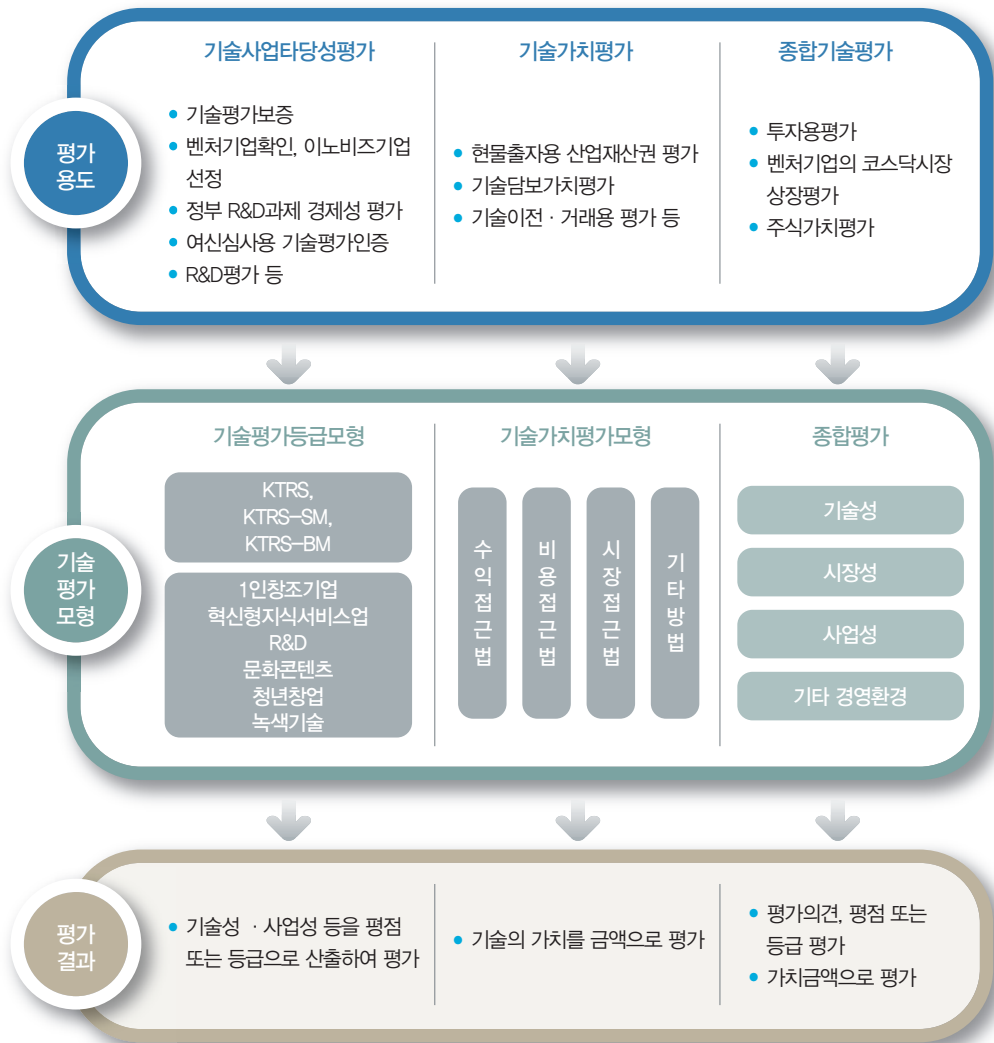 평가
용도
기술사업타당성평가
• 기술평가보증
• 벤처기업확인, 이노비즈기업
선정
• 정부 R&D과제 경제성 평가
• 여신심사용 기술평가인증
• R&D평가 등
기술가치평가
• 현물출자용 산업재산권 평가
• 기술담보가치평가
• 기술이전 · 거래용 평가 등
종합기술평가
• 투자용평가
• 벤처기업의 코스닥시장
상장평가
• 주식가치평가
기술
평가
모형
기술평가등급모형
KTRS,
KTRS-SM,
KTRS-BM
1인창조기업
혁신형지식서비스업
R&D
문화콘텐츠
청년창업
녹색기술
기술가치평가모형
수익접근법
비용접근법
시장접근법
기타방법
종합평가
기술성
시장성
사업성
기타 경영환경
평가
결과
• 기술성 · 사업성 등을 평점
또는 등급으로 산출하여 평가
• 기술의 가치를 금액으로 평가
• 평가의견, 평점 또는
등급 평가
• 가치금액으로 평가